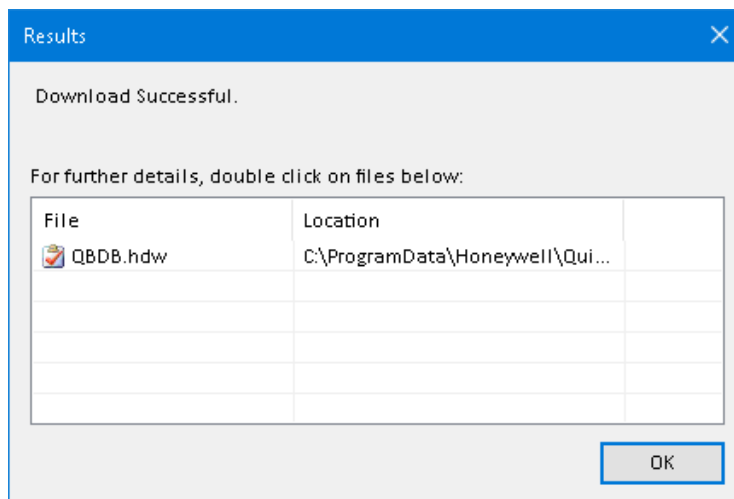 Results
Download Successful.
For further details, double click on files below:
File Location
QBDB.hdw C:\ProgramData\Honeywell\Qui...
OK